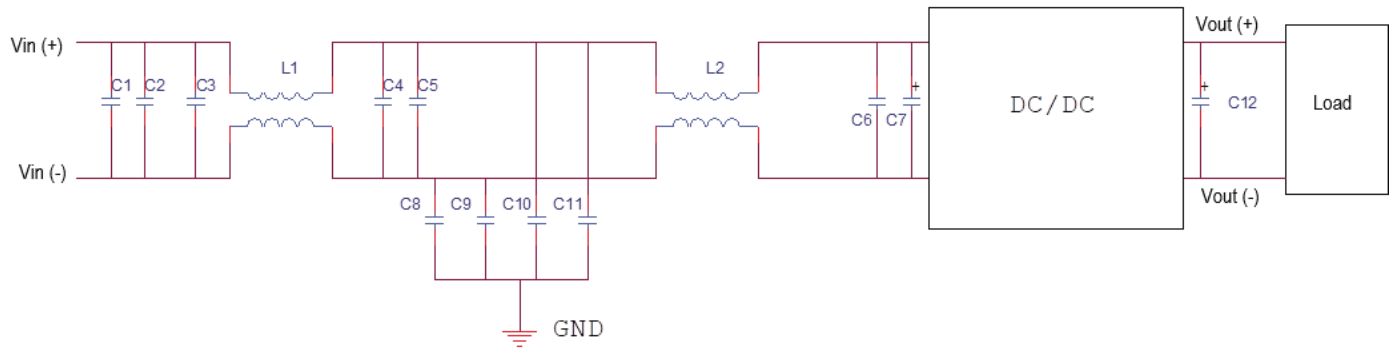 Vin (+)
Vout (+)
L1
L2
C1
C2
C3
C4
C5
C6
C7
DC/DC
C12
Load
Vin (-)
Vout (-)
C8
C9
C10
C11
GND
+
+